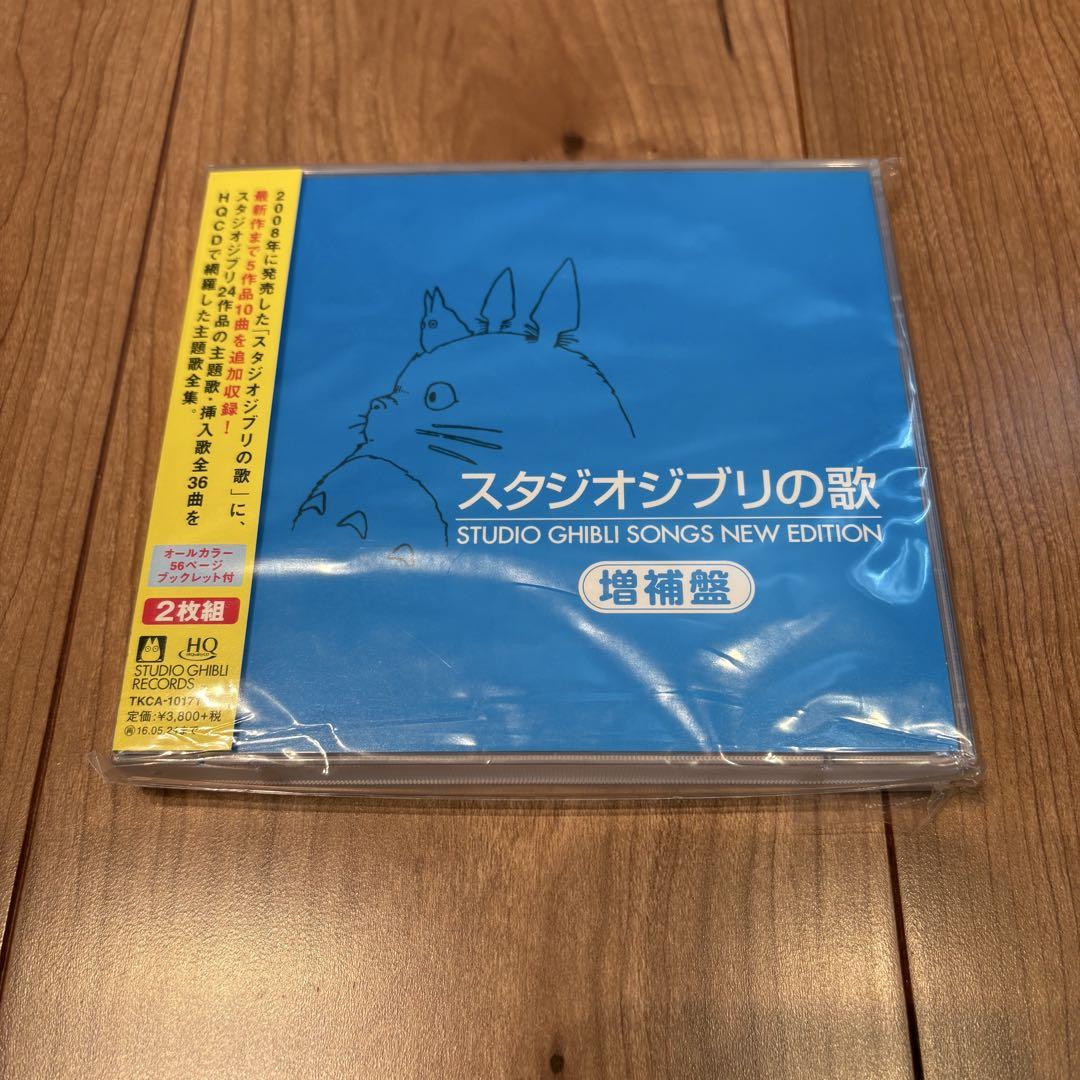 2008年に発売した「スタジオジブリの歌」に、
最新作まで5作品10曲を追加収録!
スタジオジブリ42作品の主題歌・挿入歌全36曲を
HQCDで網羅した主題歌全集。
オールカラー
56ページ
ブックレット付
2枚組
HQ
STUDIO GHIBLI
RECORDS
TKCA-10171
定価:¥3,800+税
スタジオジブリの歌
STUDIO GHIBLI SONGS NEW EDITION
増補盤